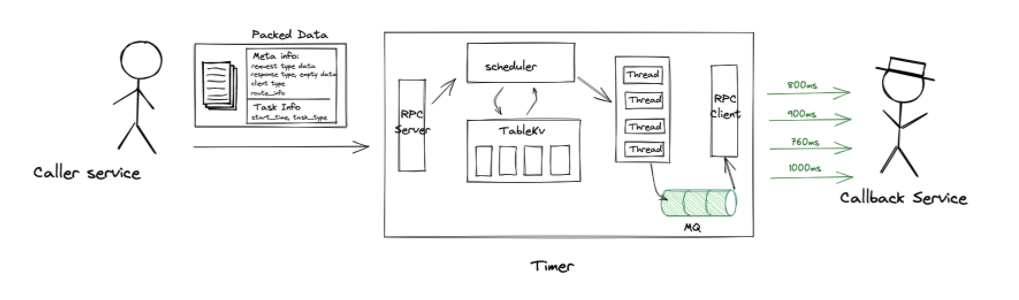 Packed Data
Meta info:
request type data
response type, empty data
client type
route_info
Task Info
start_time, task_type
Caller service
RPC
Server
scheduler
TableKv
Thread
Thread
Thread
Thread
MQ
RPC
Client
Timer
800ms
900ms
760ms
1000ms
Callback Service